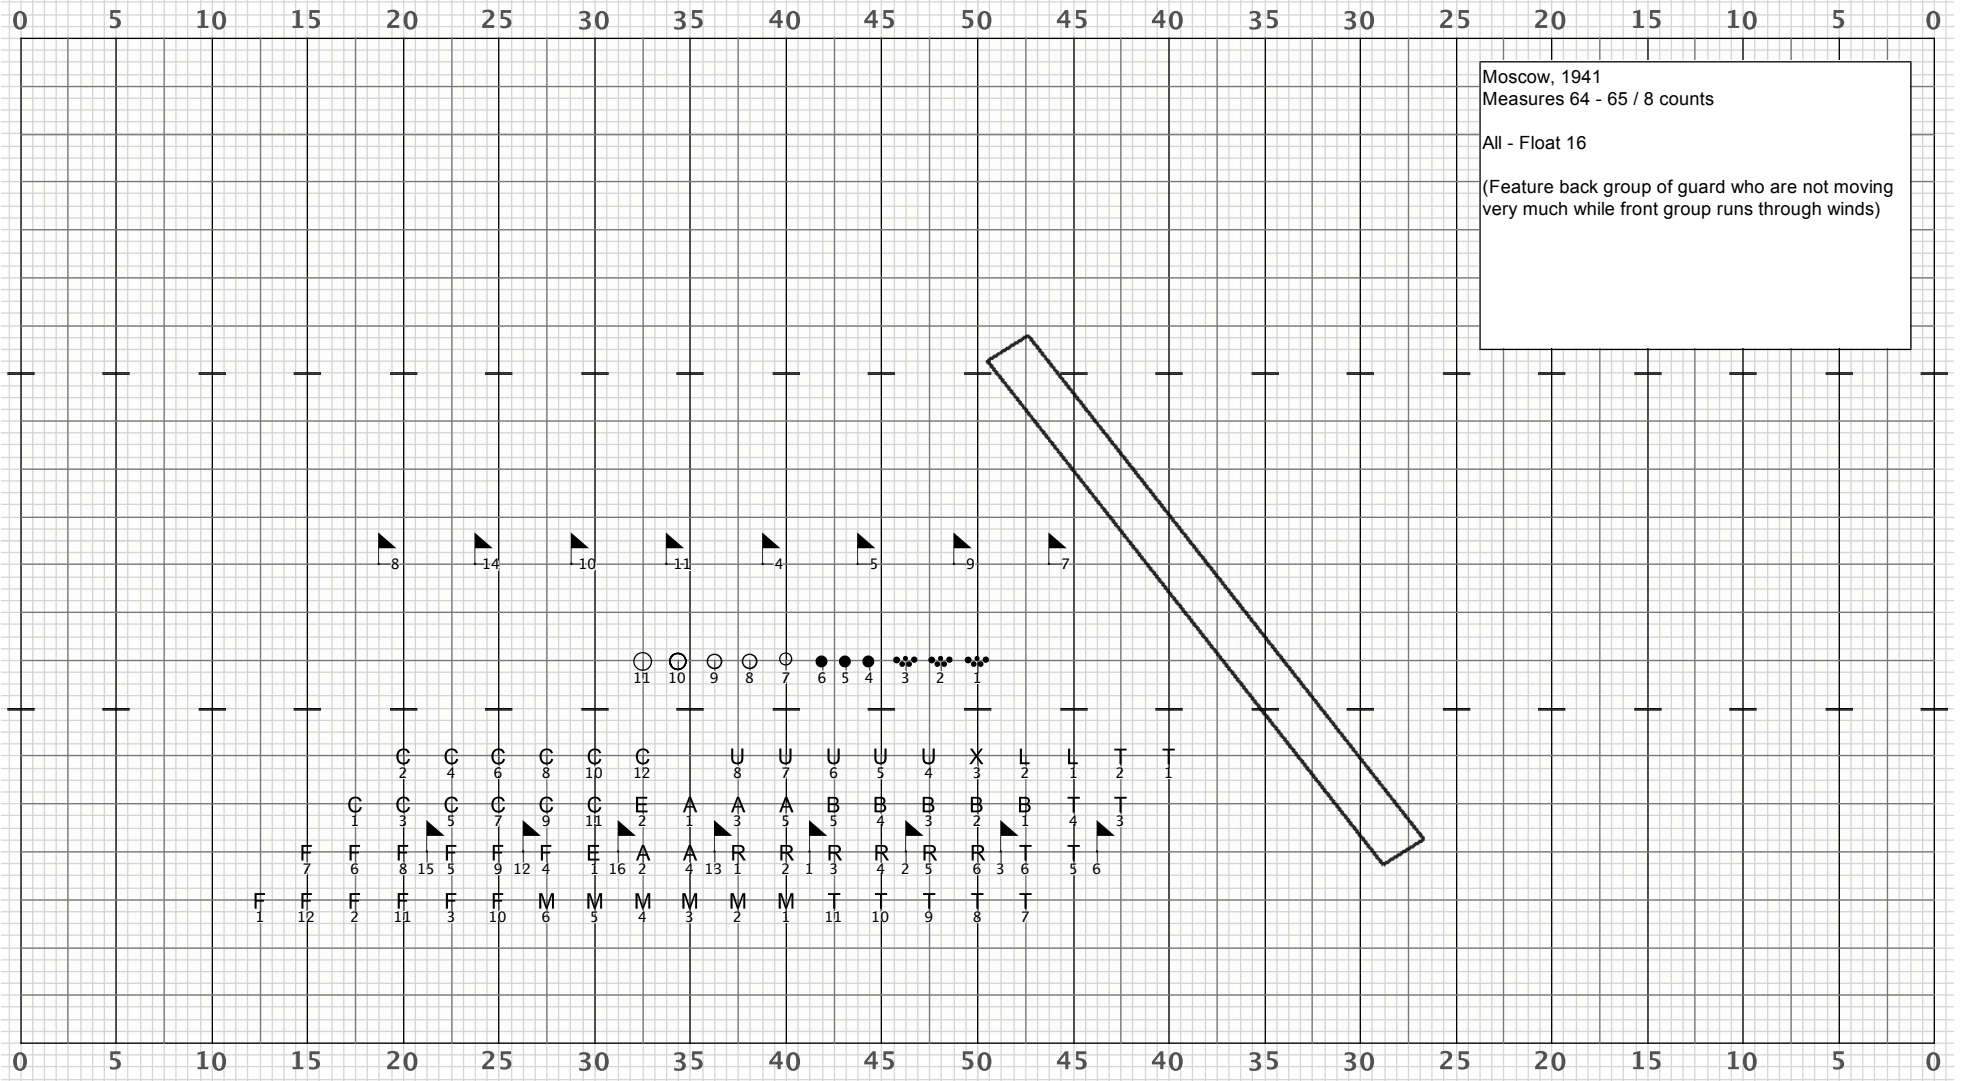 0 5 10 15 20 25 30 35 40 45 50 45 40 35 30 25 20 15 10 5 0
Moscow, 1941
Measures 64 - 65 / 8 counts
All - Float 16
(Feature back group of guard who are not moving
very much while front group runs through winds)
8 14 10 11 4 5 9 7
11 10 9 8 7 6 5 4 3 2 1
C C C C C C U U U U U X L L T T
2 4 6 8 10 12 8 7 6 5 4 3 2 1 2 1
C C C C C C E A A A B B B B B T T
1 3 5 7 9 11 2 1 3 5 5 4 3 2 1 4 3
F F F F F F E A A R R R R R R T T
7 6 8 15 5 9 12 4 1 16 2 4 13 1 2 1 3 4 2 5 6 3 6 5 6
F F F F F F M M M M M M T T T T T
1 12 2 11 3 10 6 5 4 3 2 1 11 10 9 8 7
0 5 10 15 20 25 30 35 40 45 50 45 40 35 30 25 20 15 10 5 0